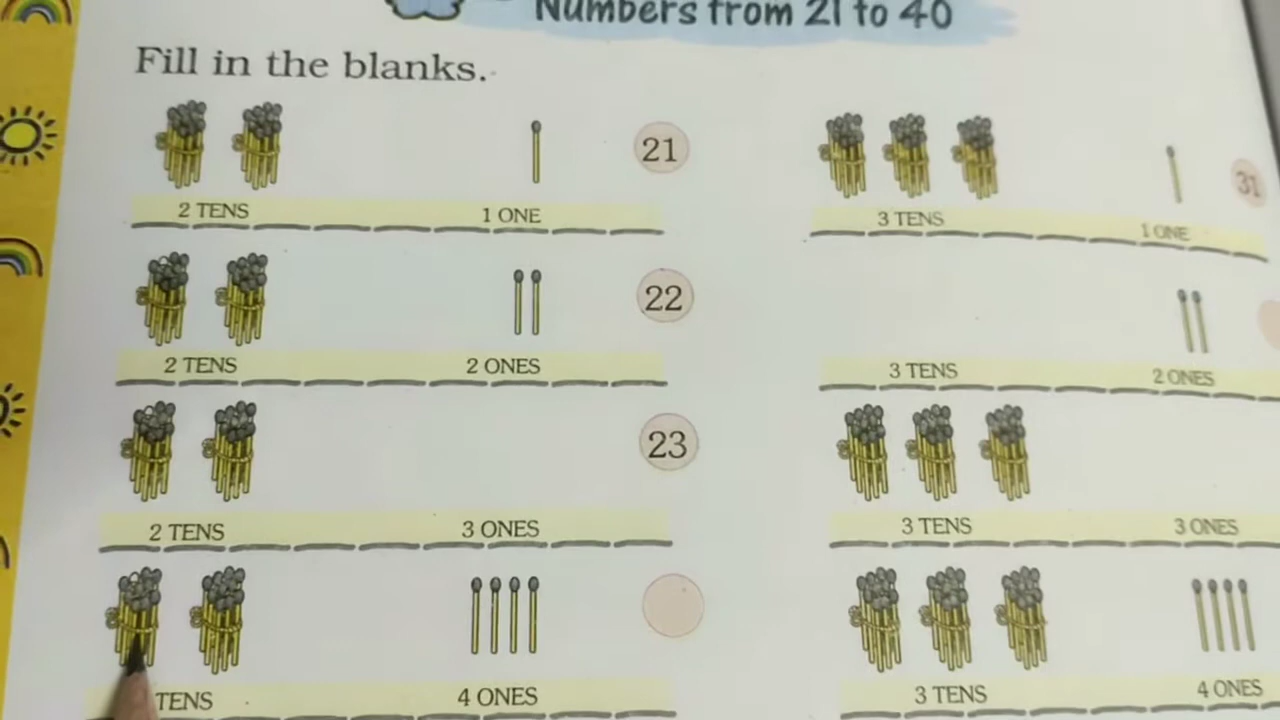 Numbers from 21 to 40
Fill in the blanks.
21
31
2 TENS 1 ONE
3 TENS 1 ONE
22
2 TENS 2 ONES
3 TENS 2 ONES
23
2 TENS 3 ONES
3 TENS 3 ONES
TENS 4 ONES
3 TENS 4 ONES